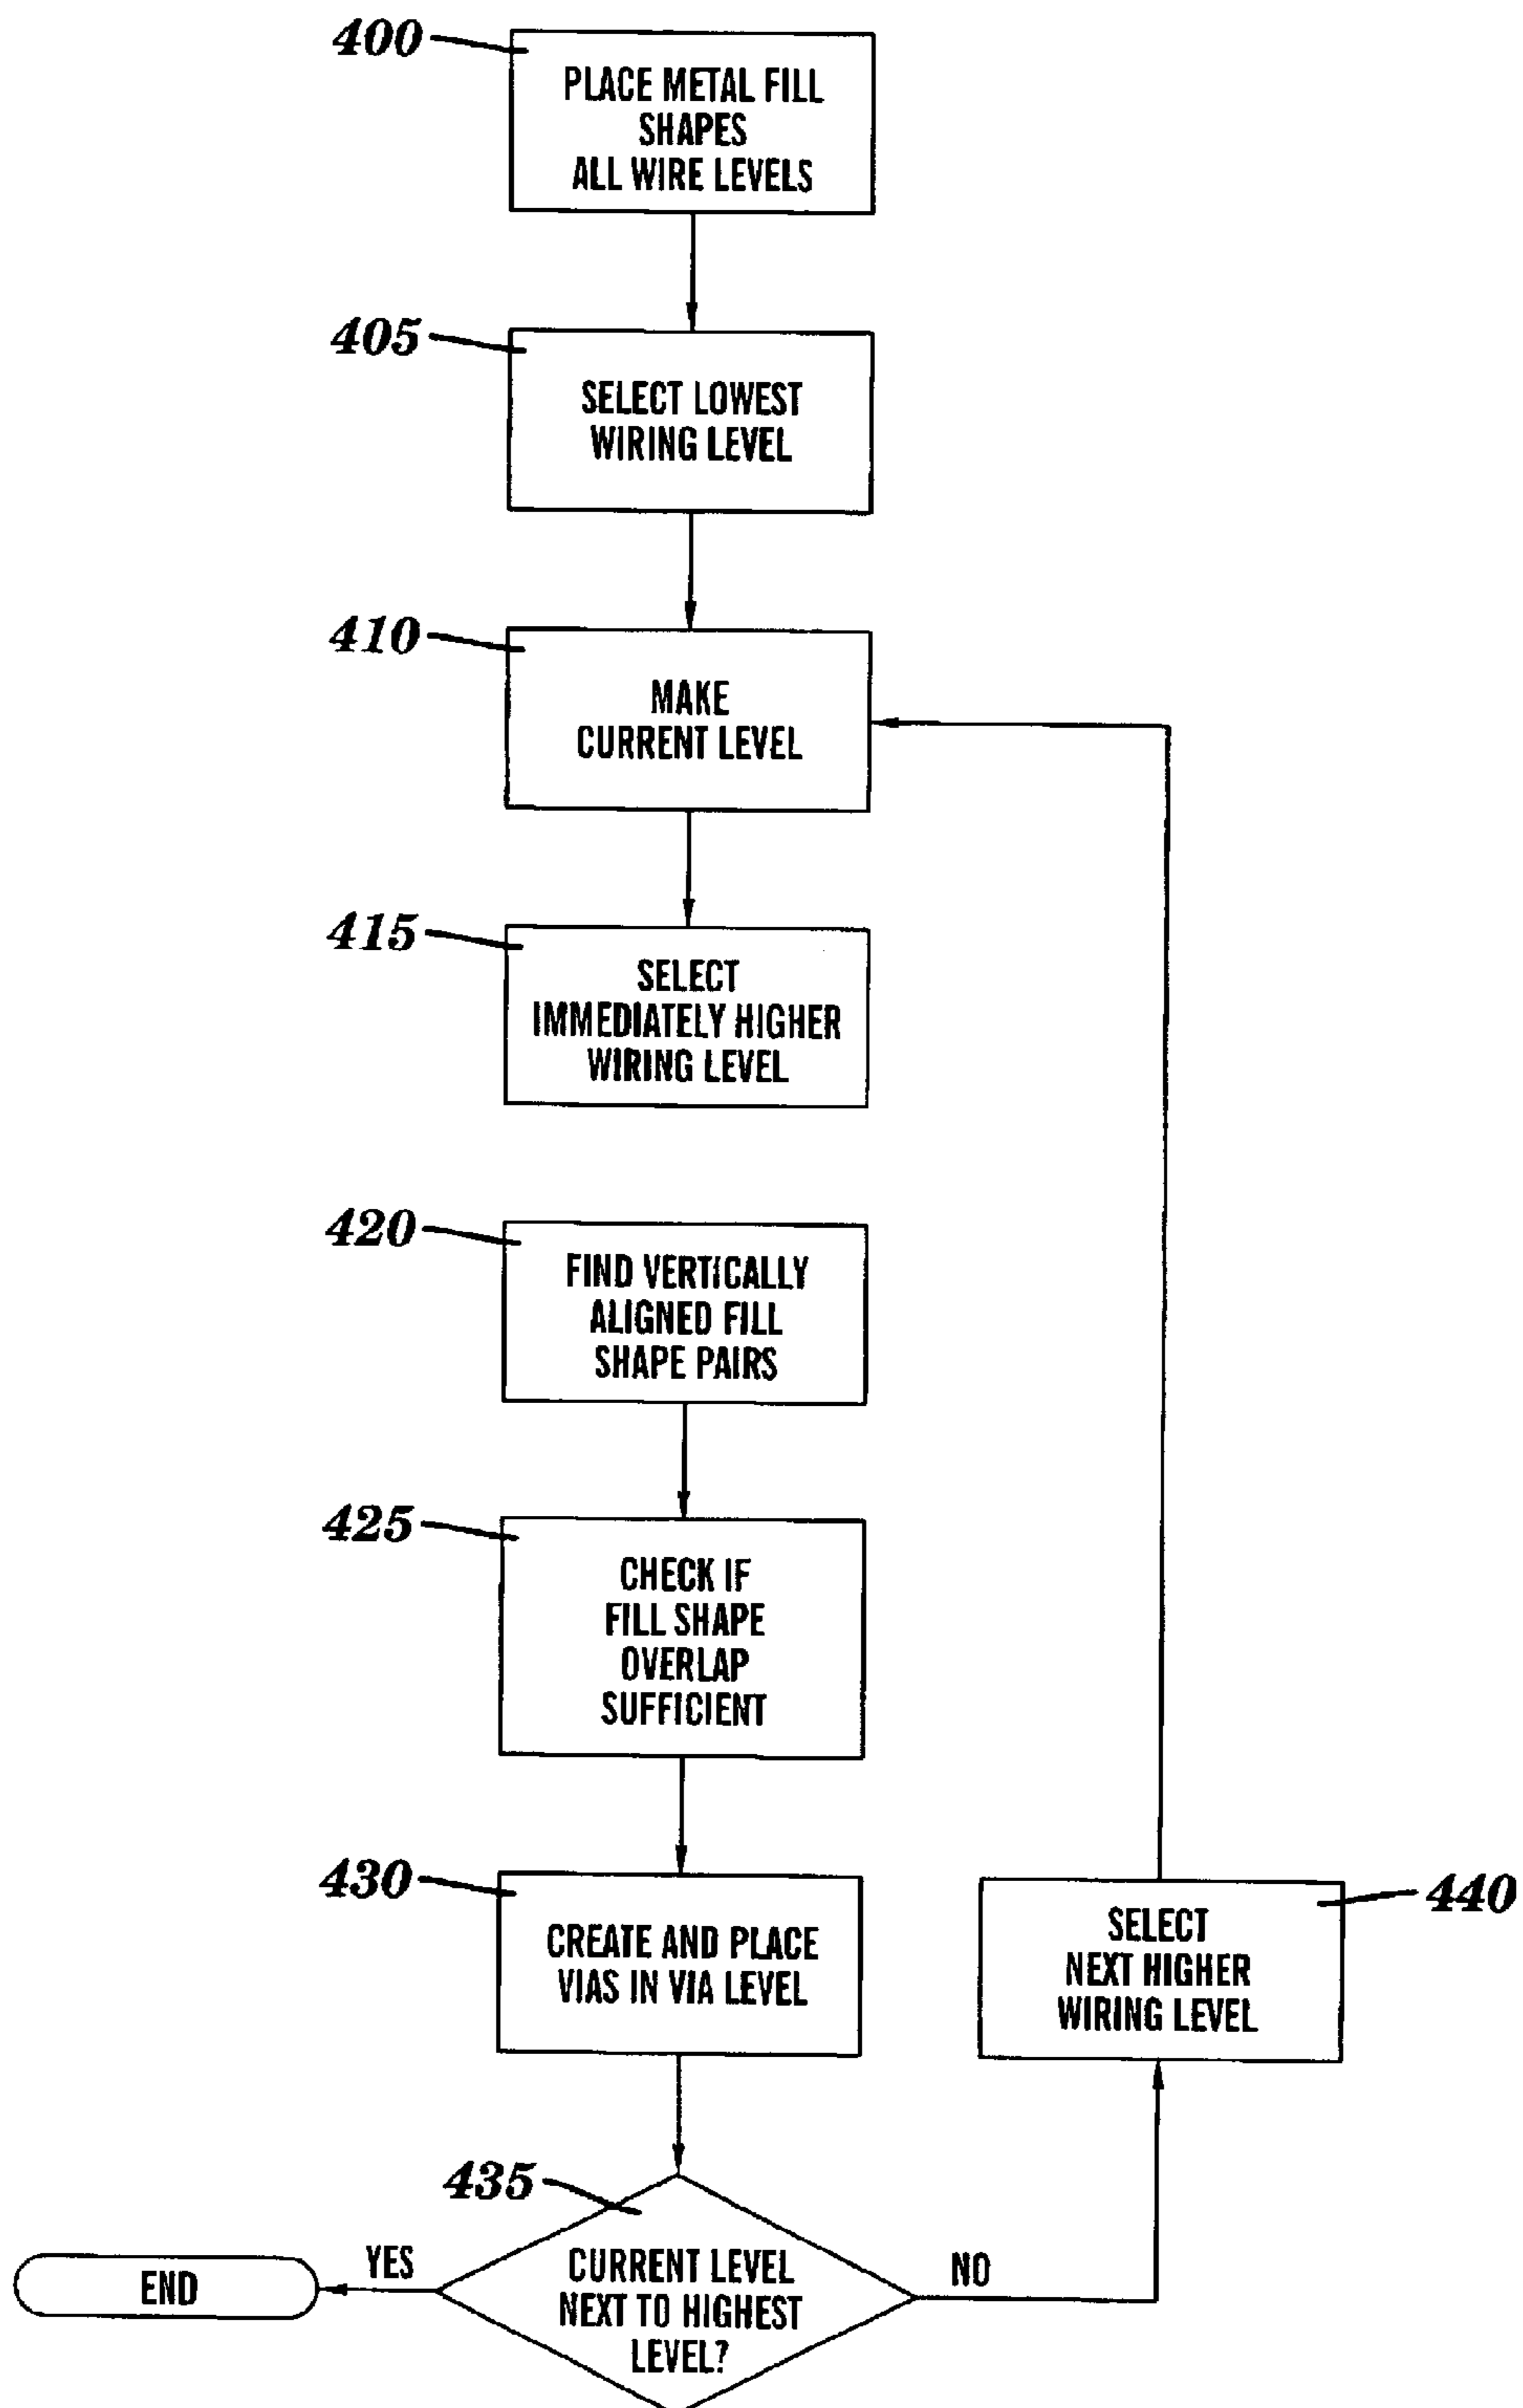 400
PLACE METAL FILL
SHAPES
ALL WIRE LEVELS
405
SELECT LOWEST
WIRING LEVEL
410
MAKE
CURRENT LEVEL
415
SELECT
IMMEDIATELY HIGHER
WIRING LEVEL
420
FIND VERTICALLY
ALIGNED FILL
SHAPE PAIRS
425
CHECK IF
FILL SHAPE
OVERLAP
SUFFICIENT
430
CREATE AND PLACE
VIAS IN VIA LEVEL
440
SELECT
NEXT HIGHER
WIRING LEVEL
435
CURRENT LEVEL
NEXT TO HIGHEST
LEVEL?
YES
NO
END